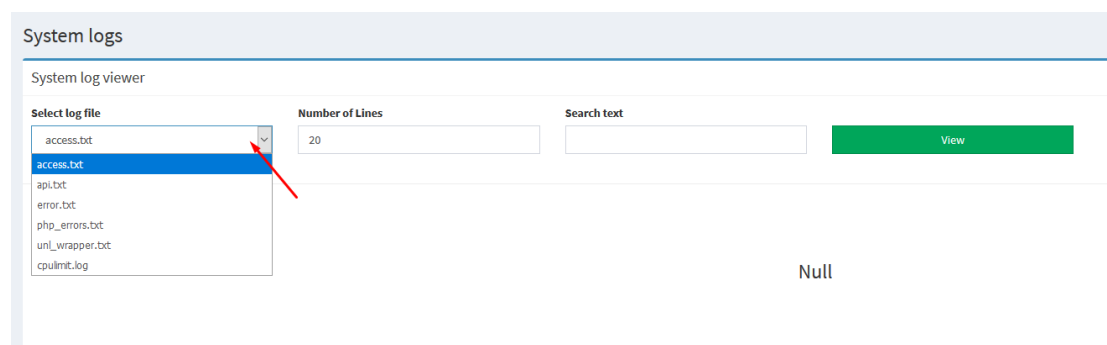 System logs
System log viewer
Select log file
Number of Lines
Search text
access.txt
20
View
access.txt
api.txt
error.txt
php_errors.txt
unl_wrapper.txt
cpulimit.log
Null